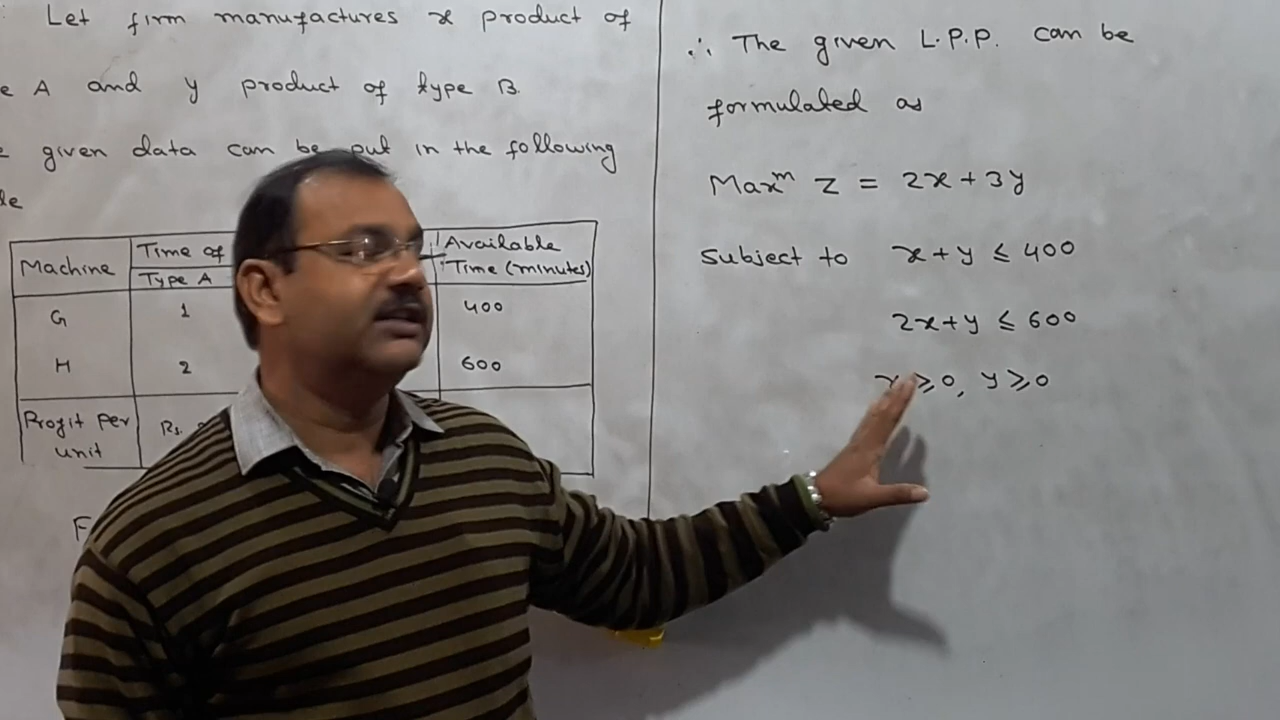 Let firm manufactures x product of
e A and y product of type B.
e given data can be put in the following
le
Machine Time of Available
Type A Time (minutes)
G 1 400
H 2 600
Profit per Rs.
unit
F
∴ The given L.P.P. can be
formulated as
Maxᵐ Z = 2x + 3y
Subject to x + y ≤ 400
2x + y ≤ 600
x ≥ 0, y ≥ 0